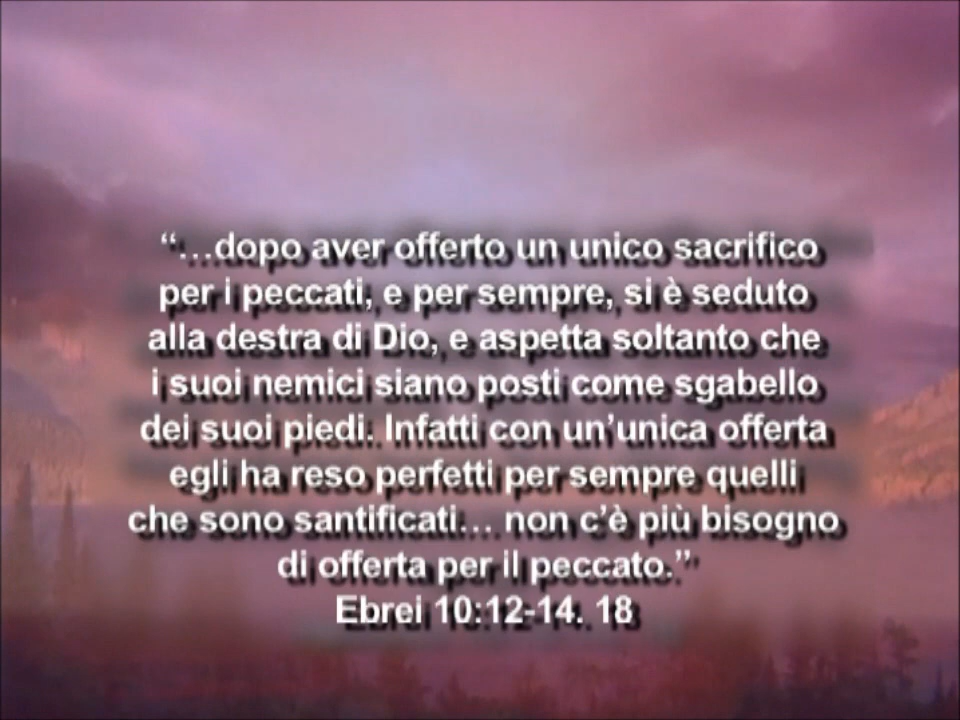 “…dopo aver offerto un unico sacrifico
per i peccati, e per sempre, si è seduto
alla destra di Dio, e aspetta soltanto che
i suoi nemici siano posti come sgabello
dei suoi piedi. Infatti con un’unica offerta
egli ha reso perfetti per sempre quelli
che sono santificati… non c’è più bisogno
di offerta per il peccato.”
Ebrei 10:12-14. 18